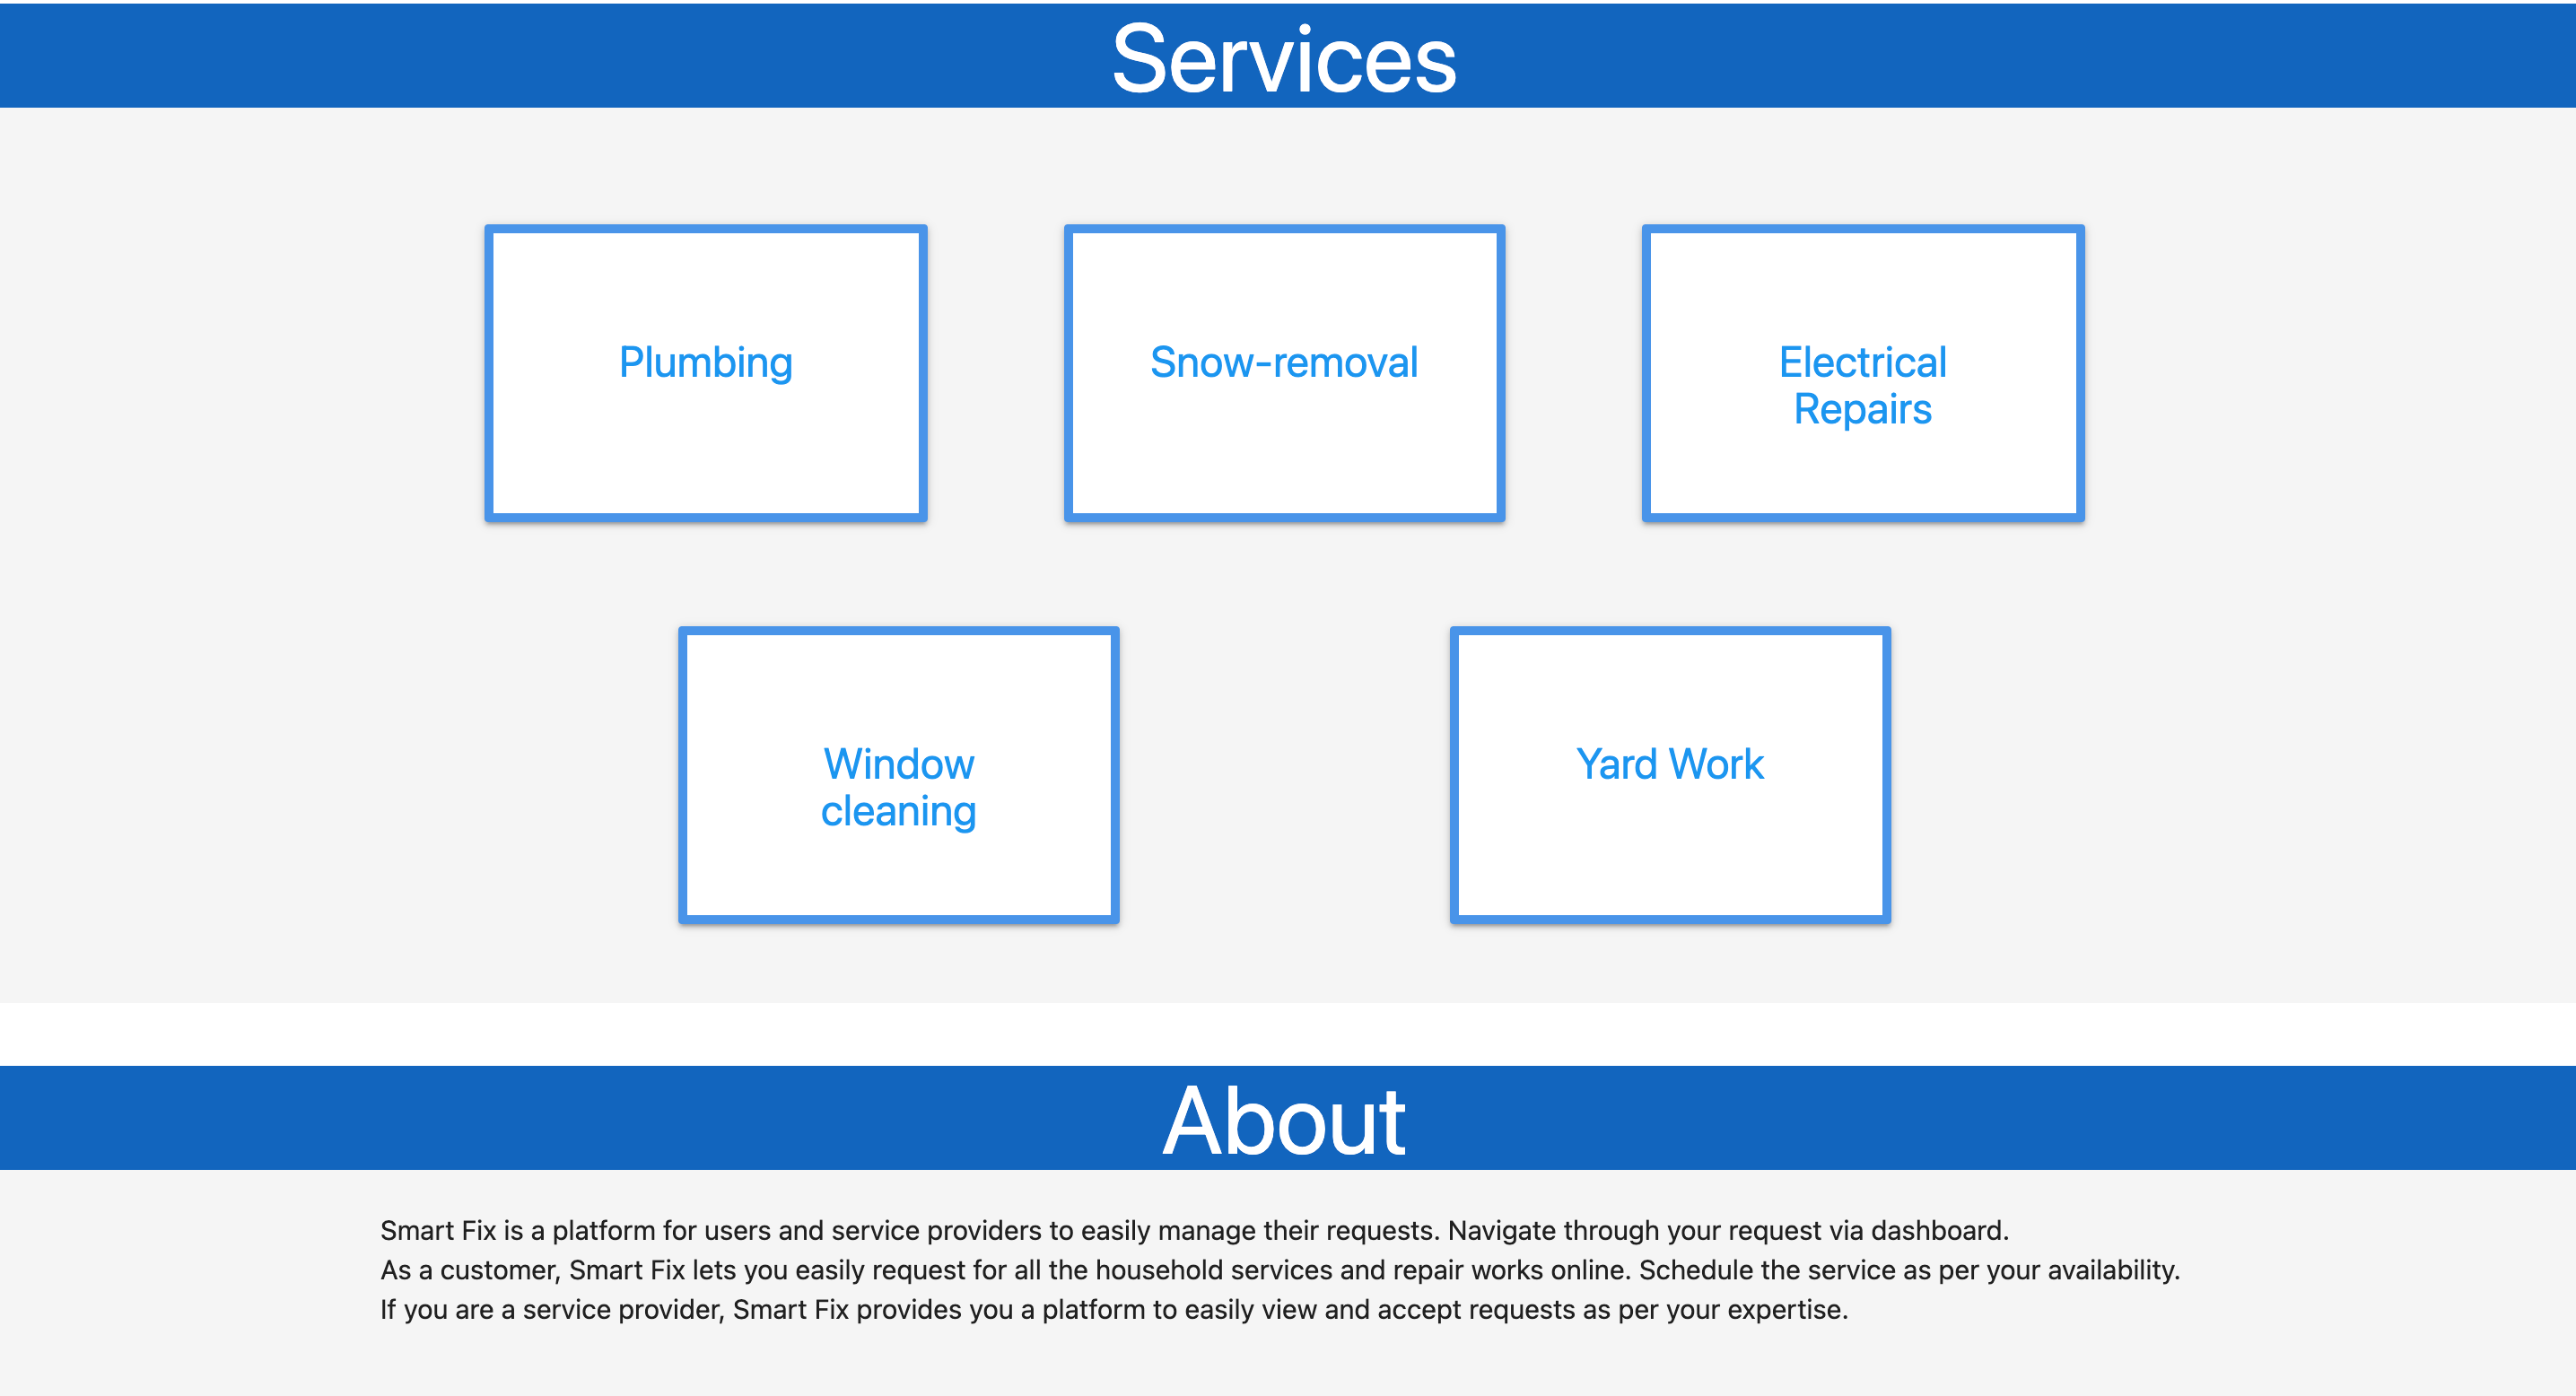 Services
Plumbing
Snow-removal
Electrical
Repairs
Window
cleaning
Yard Work
About
Smart Fix is a platform for users and service providers to easily manage their requests. Navigate through your request via dashboard.
As a customer, Smart Fix lets you easily request for all the household services and repair works online. Schedule the service as per your availability.
If you are a service provider, Smart Fix provides you a platform to easily view and accept requests as per your expertise.